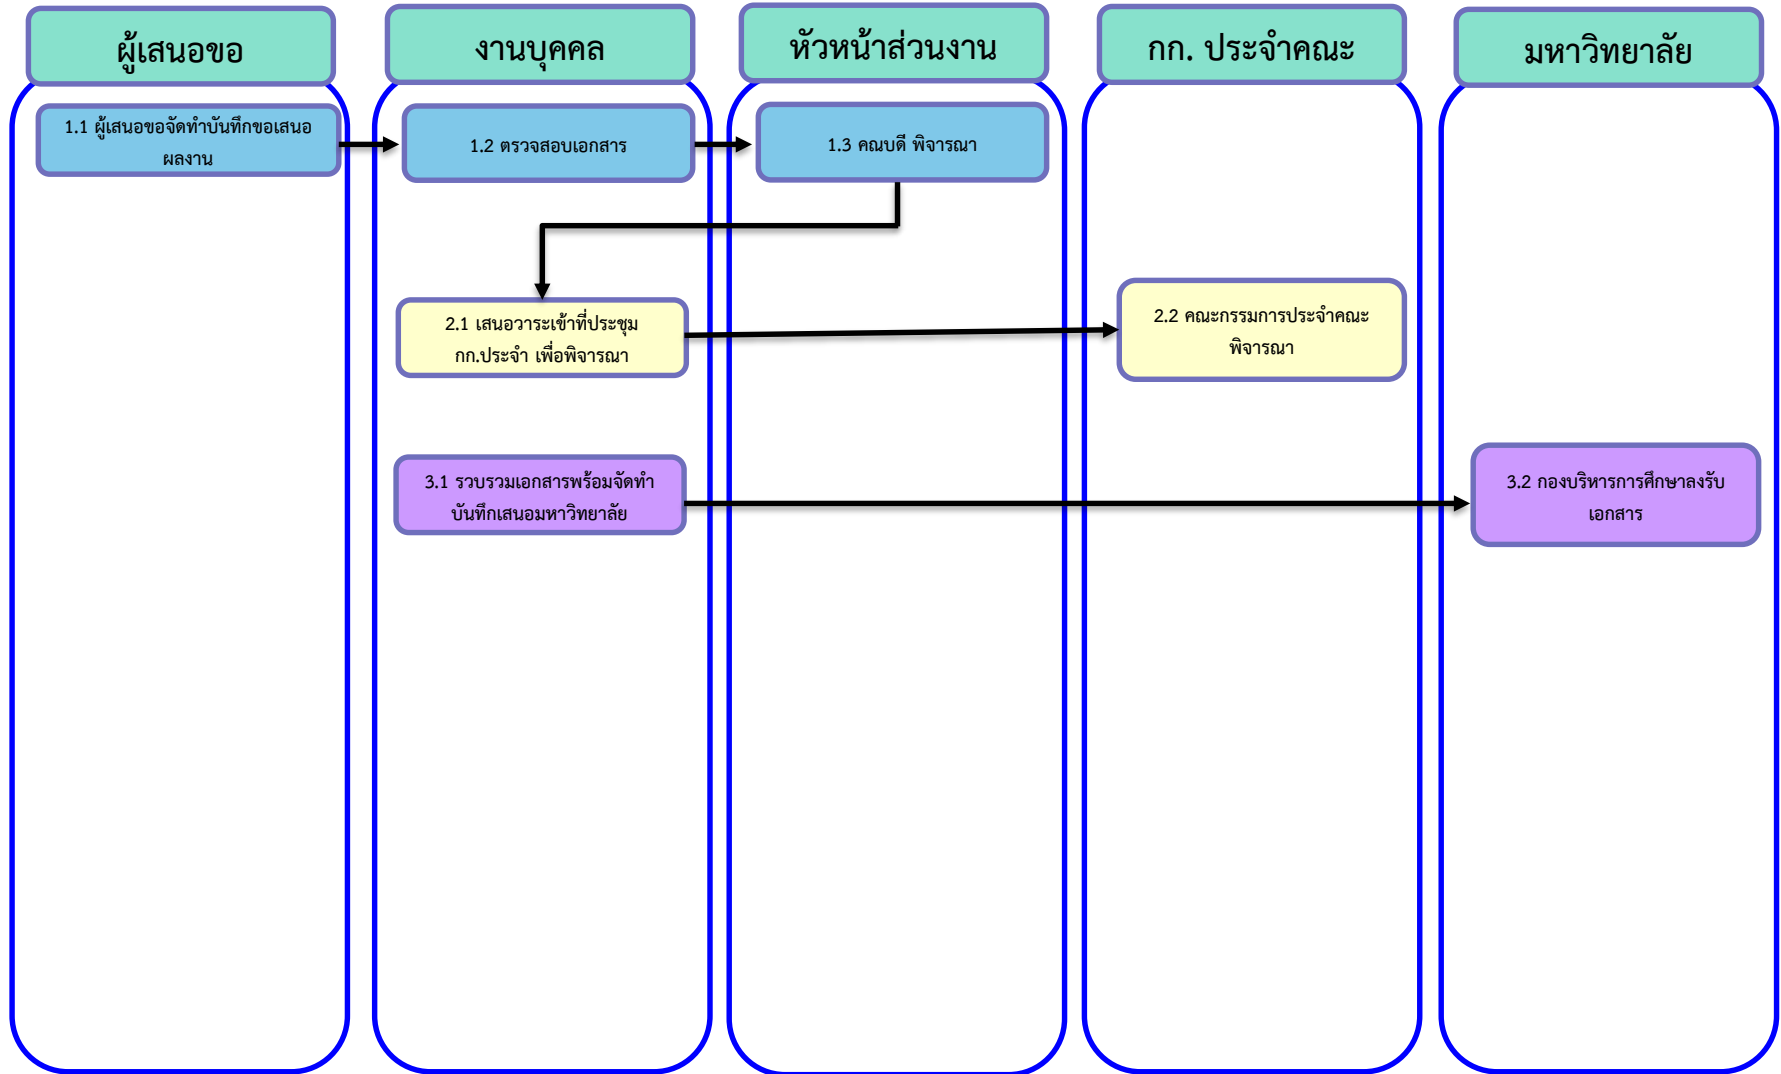 ผู้เสนอขอ
งานบุคคล
หัวหน้าส่วนงาน
กก. ประจำคณะ
มหาวิทยาลัย
1.1 ผู้เสนอขอจัดทำบันทึกขอเสนอ
ผลงาน
1.2 ตรวจสอบเอกสาร
1.3 คณบดี พิจารณา
2.1 เสนอวาระเข้าที่ประชุม
กก.ประจำ เพื่อพิจารณา
2.2 คณะกรรมการประจำคณะ
พิจารณา
3.1 รวบรวมเอกสารพร้อมจัดทำ
บันทึกเสนอมหาวิทยาลัย
3.2 กองบริหารการศึกษาลงรับ
เอกสาร